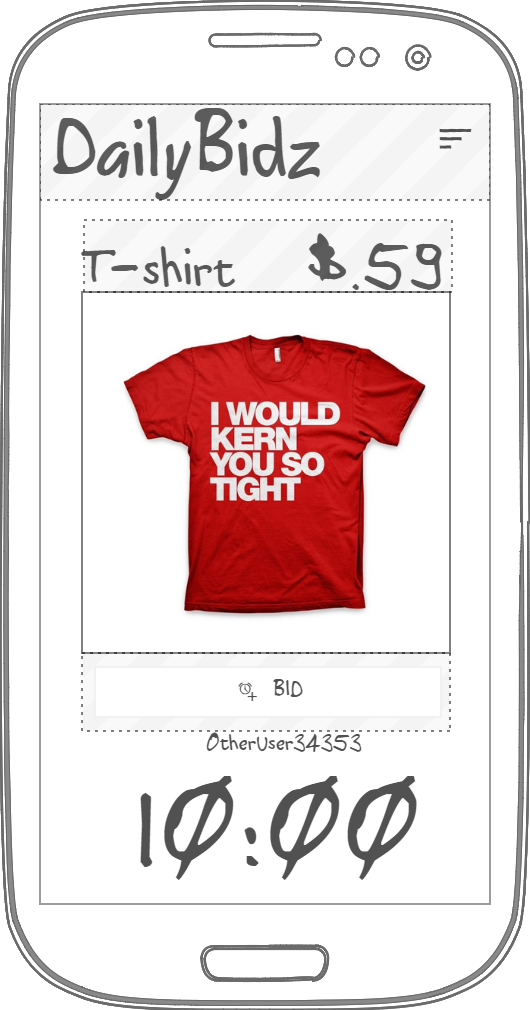 DailyBidz
T-shirt $.59
I WOULD
KERN
YOU SO
TIGHT
BID
OtherUser34353
10:00